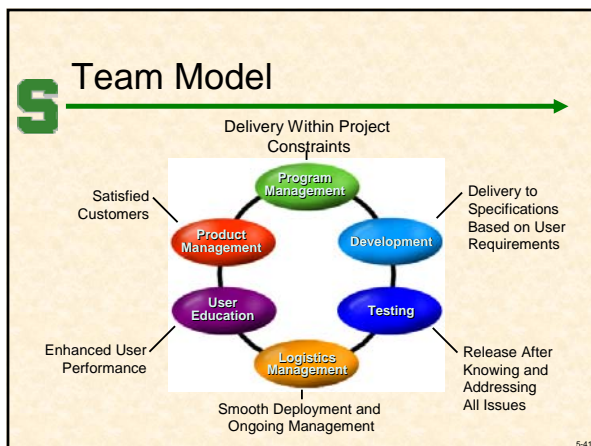 Team Model
S
Delivery Within Project
Constraints
Program
Management
Satisfied
Customers
Product
Management
Development
Delivery to
Specifications
Based on User
Requirements
User
Education
Testing
Enhanced User
Performance
Logistics
Management
Release After
Knowing and
Addressing
All Issues
Smooth Deployment and
Ongoing Management
5-41